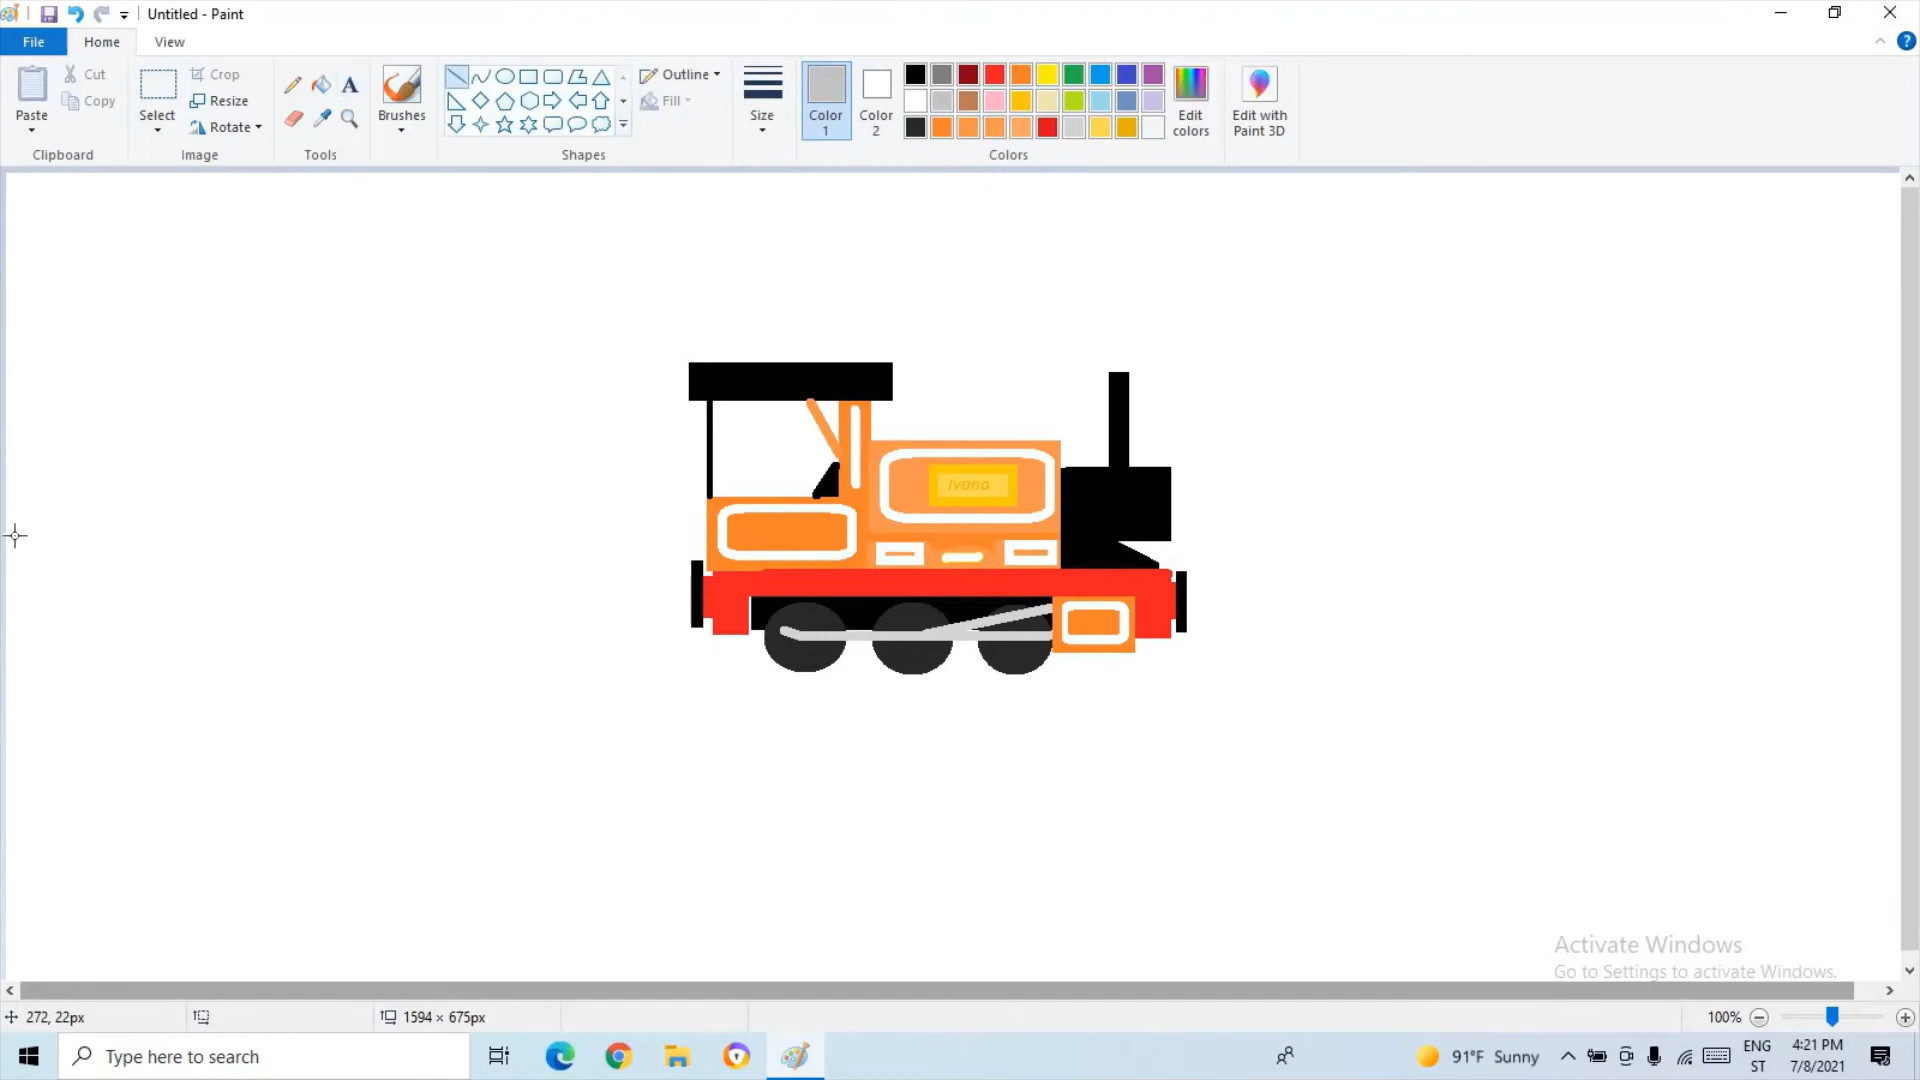 Untitled - Paint
File Home View
Paste
Cut
Copy
Clipboard
Select
Crop
Resize
Rotate
Image
Tools
Brushes
Shapes
Outline
Fill
Size
Color 1
Color 2
Colors
Edit colors
Edit with Paint 3D
Ivana
Activate Windows
Go to Settings to activate Windows.
272, 22px
1594 × 675px
100%
Type here to search
91°F Sunny
ENG
ST
4:21 PM
7/8/2021